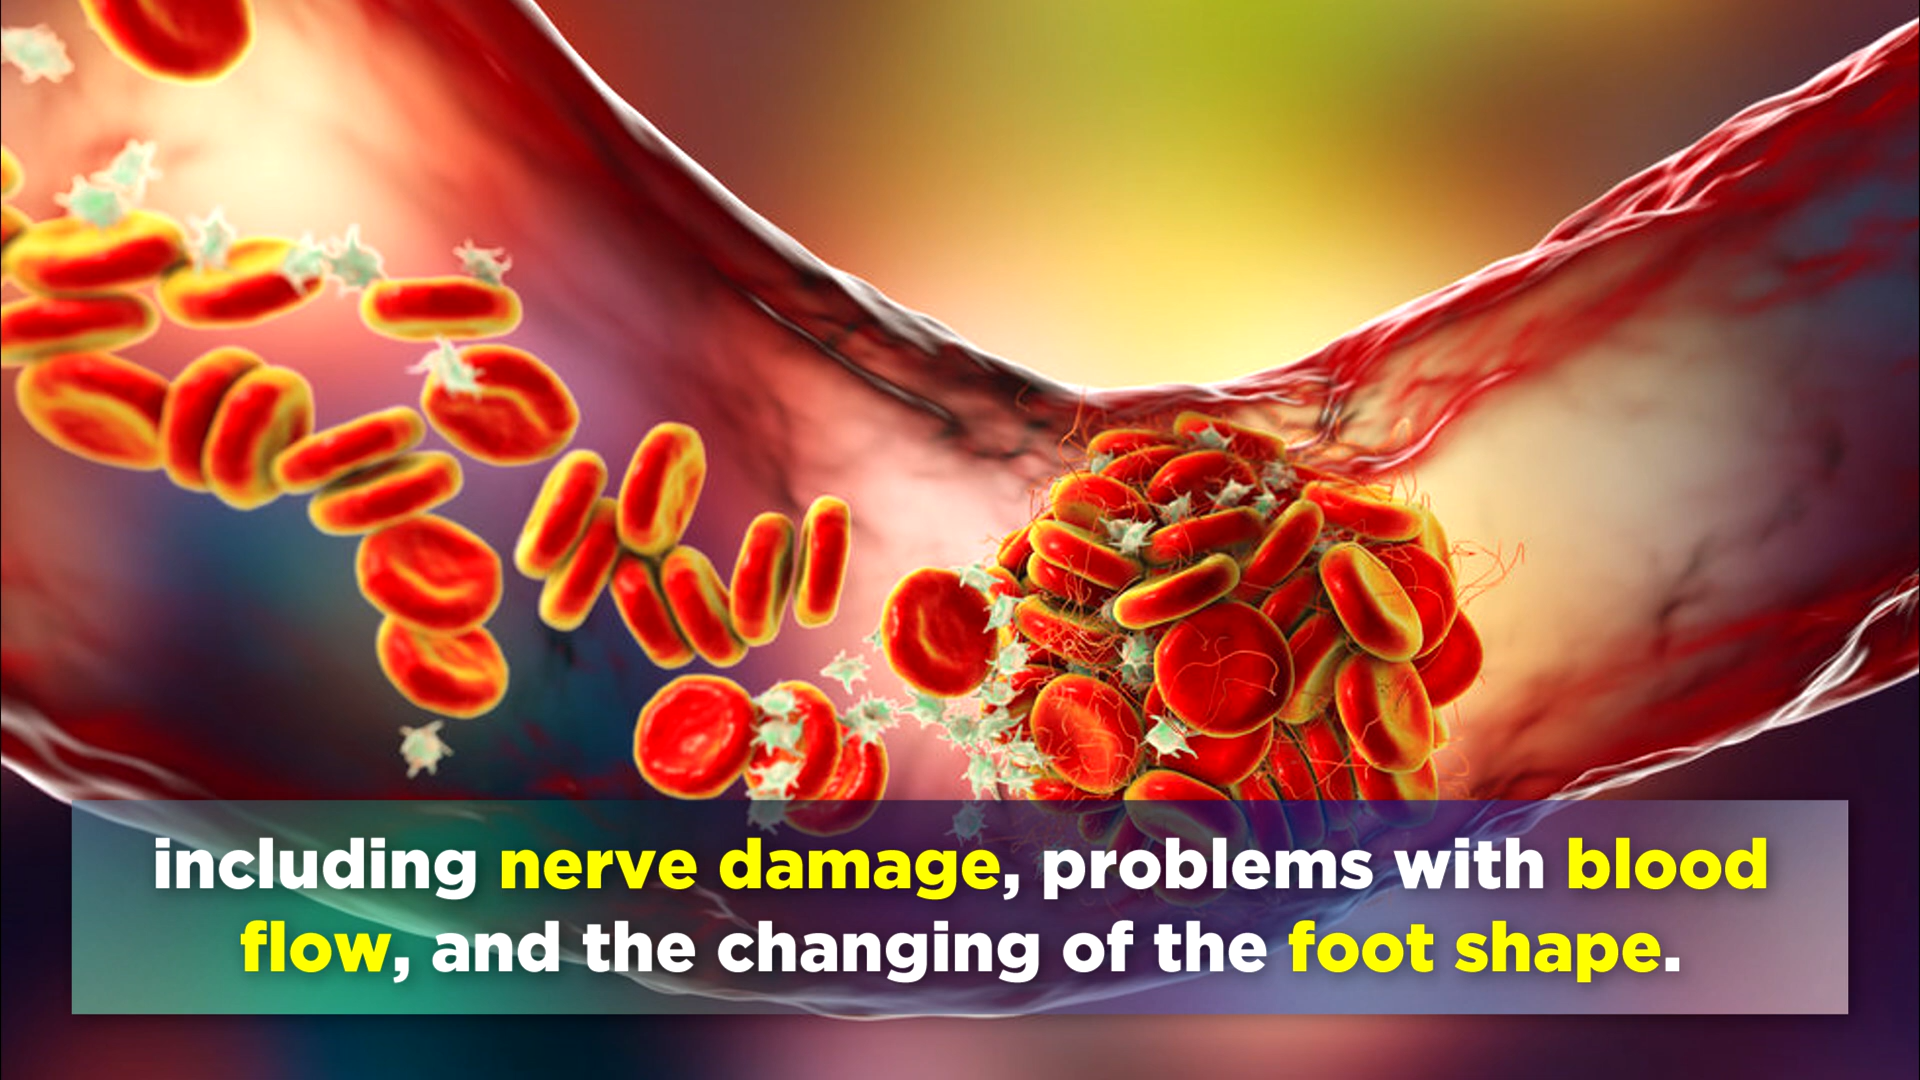 including nerve damage, problems with blood
flow, and the changing of the foot shape.